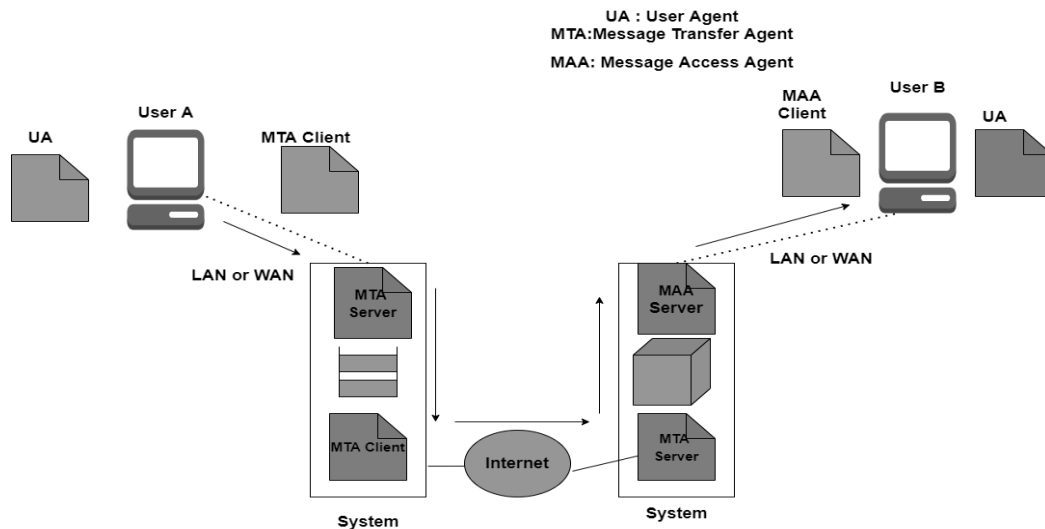 UA : User Agent
MTA:Message Transfer Agent
MAA: Message Access Agent
User A
UA
MTA Client
MAA
Client
User B
UA
LAN or WAN
LAN or WAN
MTA
Server
MTA Client
System
Internet
MAA
Server
MTA
Server
System